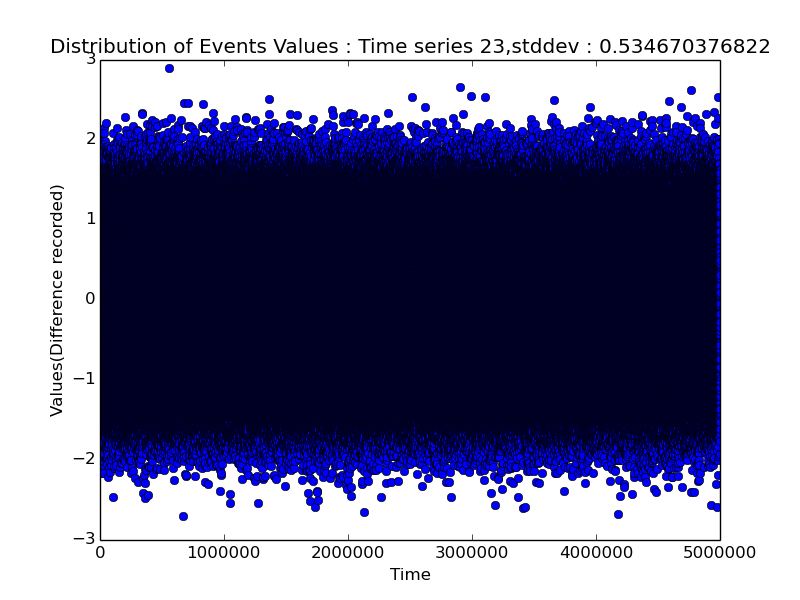 Distribution of Events Values : Time series 23,stddev : 0.534670376822
3
2
1
0
−1
−2
−3
Values(Difference recorded)
0 1000000 2000000 3000000 4000000 5000000
Time